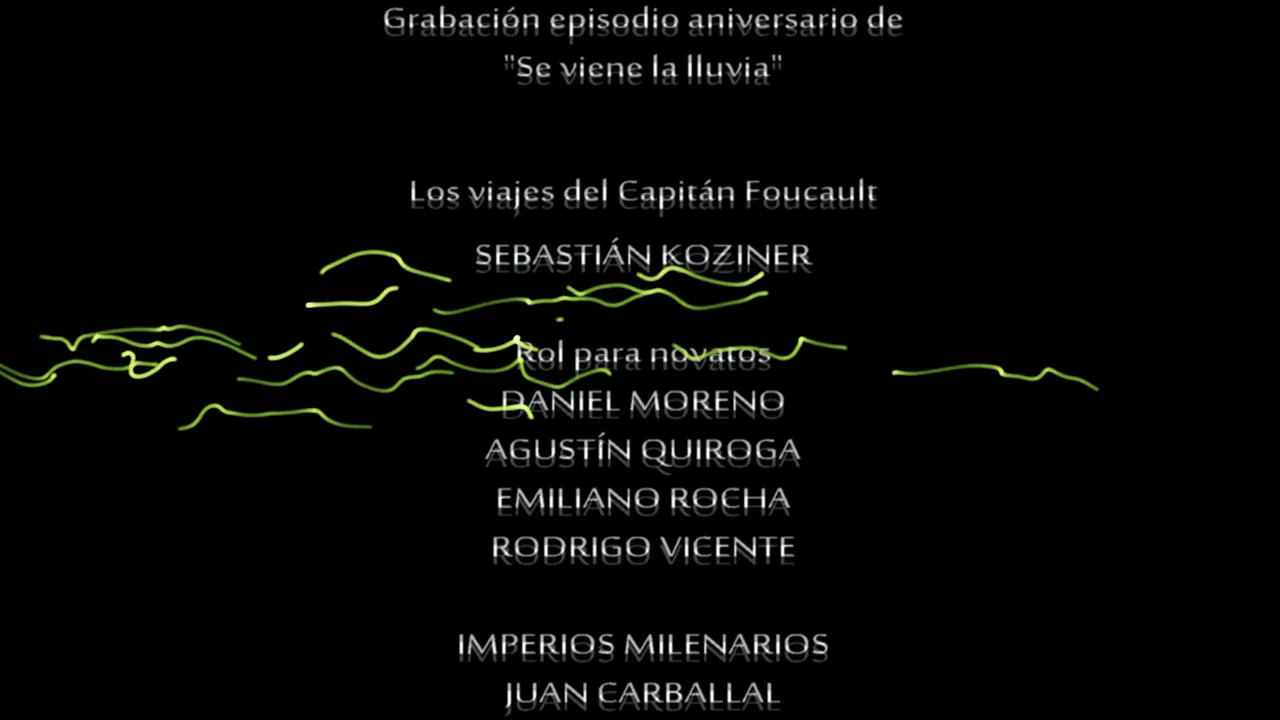 Grabación episodio aniversario de
"Se viene la lluvia"
Los viajes del Capitán Foucault
SEBASTIÁN KOZINER
Rol para novatos
DANIEL MORENO
AGUSTÍN QUIROGA
EMILIANO ROCHA
RODRIGO VICENTE
IMPERIOS MILENARIOS
JUAN CARBALLAL